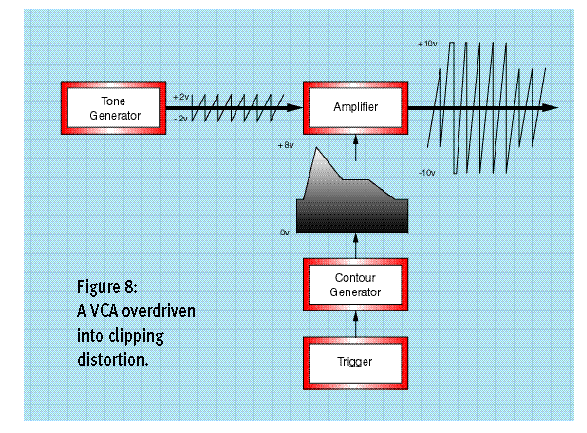 +10v
Tone
Generator
+2v
-2v
Amplifier
+8v
-10v
0v
Contour
Generator
Figure 8:
A VCA overdriven
into clipping
distortion.
Trigger